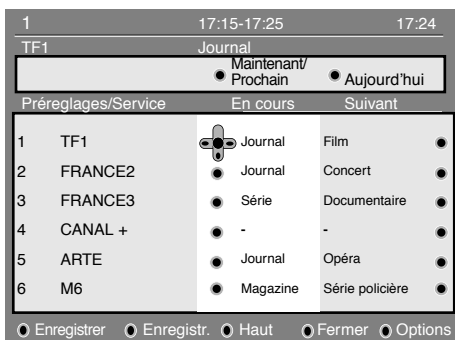 1 17:15-17:25 17:24
TF1 Journal
Maintenant/
Prochain Aujourd'hui
Préreglages/Service En cours Suivant
1 TF1 Journal Film
2 FRANCE2 Journal Concert
3 FRANCE3 Série Documentaire
4 CANAL + - -
5 ARTE Journal Opéra
6 M6 Magazine Série policière
Enregistrer Enregistr. Haut Fermer Options